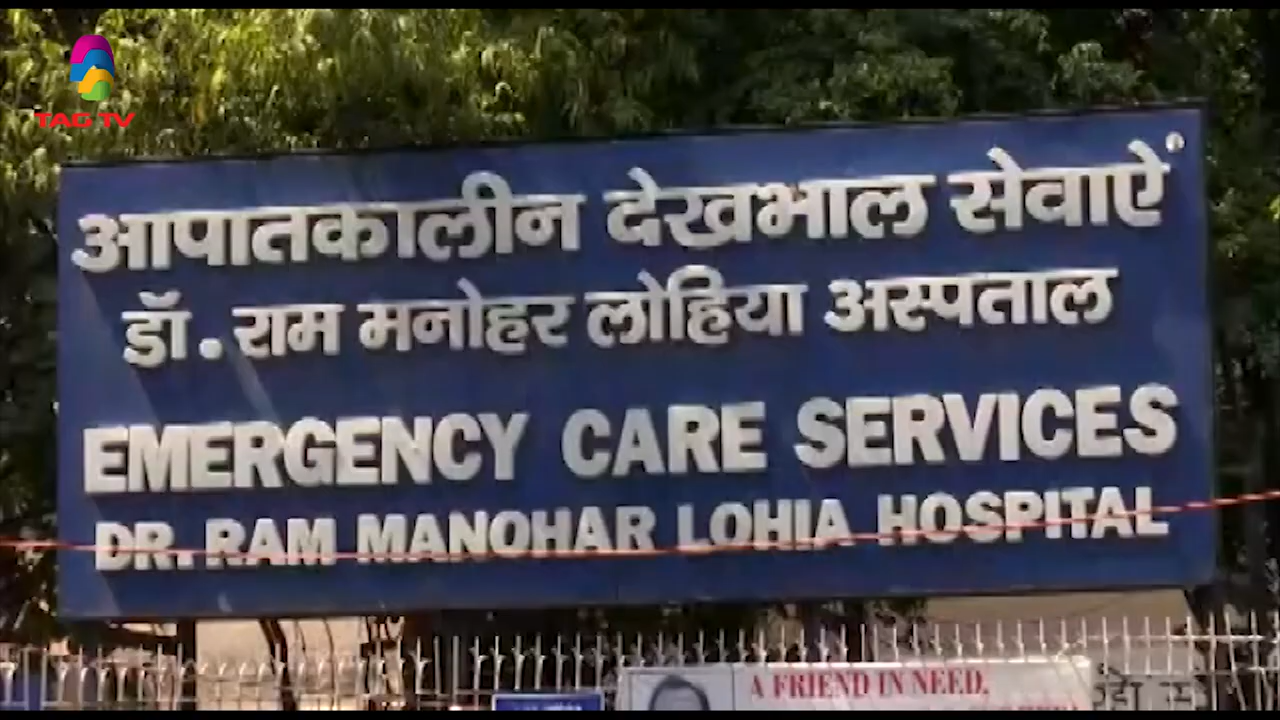 TAG TV
आपातकालीन देखभाल सेवाऐं
डॉ. राम मनोहर लोहिया अस्पताल
EMERGENCY CARE SERVICES
DR. RAM MANOHAR LOHIA HOSPITAL
A FRIEND IN NEED,